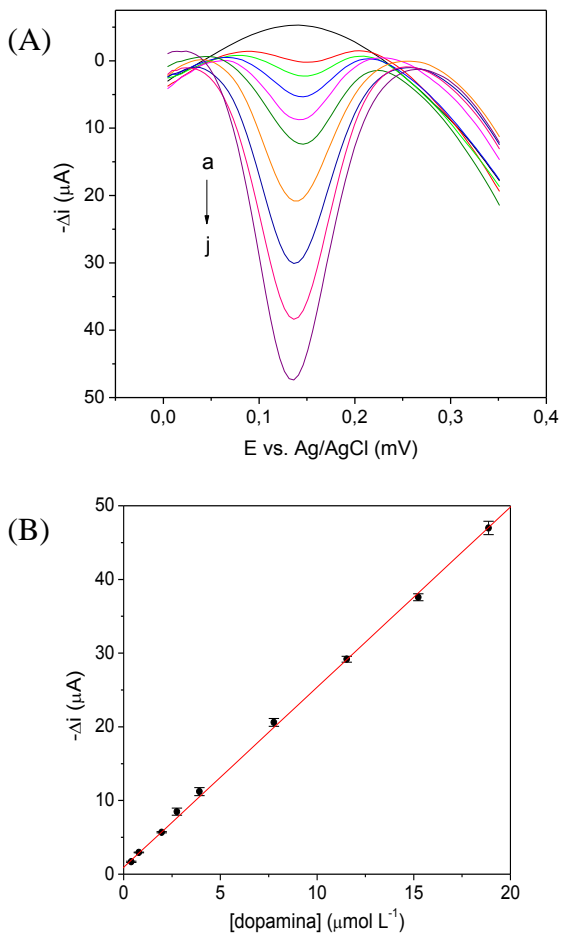 (A)
0
10
20
30
40
50
-Δi (μA)
a
j
0,0 0,1 0,2 0,3 0,4
E vs. Ag/AgCl (mV)
(B)
50
40
30
20
10
0
-Δi (μA)
0 5 10 15 20
[dopamina] (μmol L⁻¹)